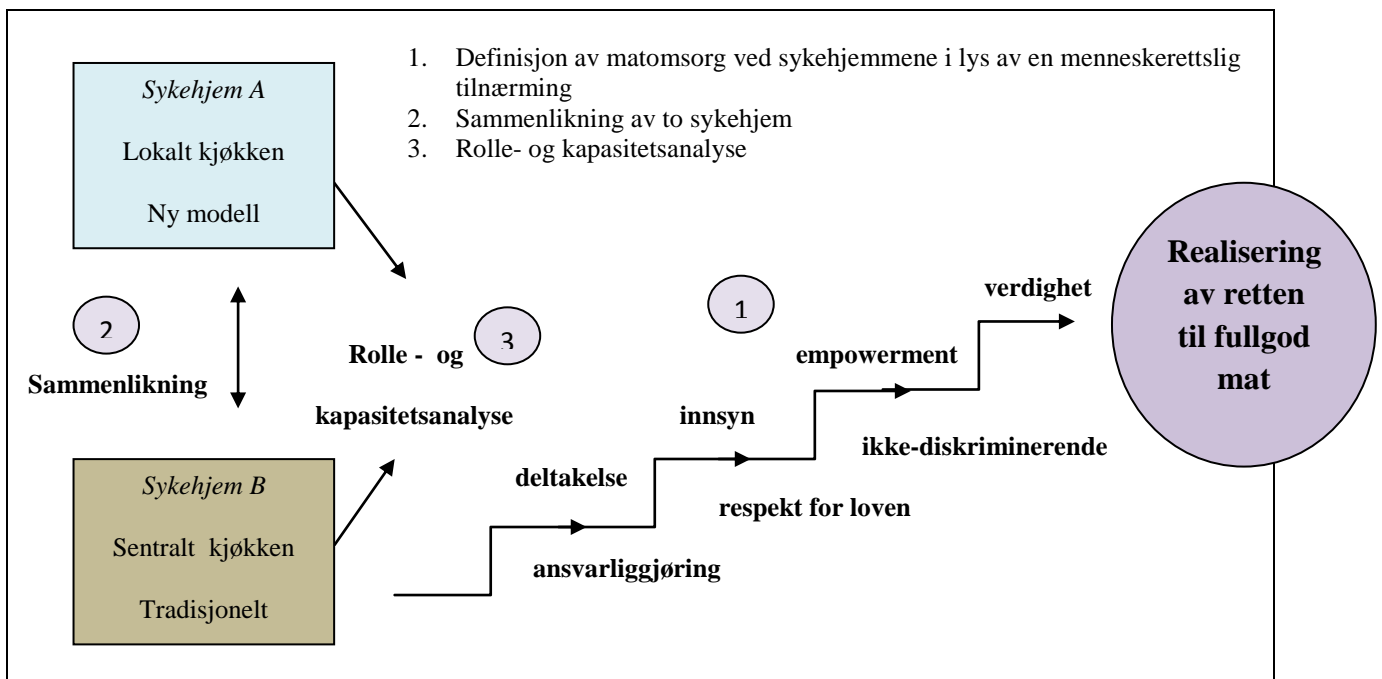 1. Definisjon av matomsorg ved sykehjemmene i lys av en menneskerettslig
tilnærming
2. Sammenlikning av to sykehjem
3. Rolle- og kapasitetsanalyse
Sykehjem A
Lokalt kjøkken
Ny modell
2
Sammenlikning
Sykehjem B
Sentralt kjøkken
Tradisjonelt
3
Rolle - og
kapasitetsanalyse
1
ansvarliggjøring
deltakelse
respekt for loven
innsyn
ikke-diskriminerende
empowerment
verdighet
Realisering
av retten
til fullgod
mat